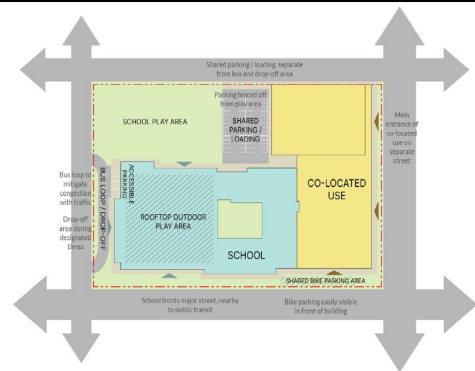 Shared parking / loading, separate
from bus and drop-off area
Parking fenced off
from play area
SCHOOL PLAY AREA
SHARED
PARKING /
LOADING
Main
entrance of
co-located
use on
separate
street
Bus loop to
mitigate
congestion
with traffic
Drop-off
area during
designated
times
BUS LOOP / DROP-OFF
ACCESSIBLE
PARKING
ROOFTOP OUTDOOR
PLAY AREA
CO-LOCATED
USE
SCHOOL
SHARED BIKE PARKING AREA
School fronts major street, nearby
to public transit
Bike parking easily visible
in front of building